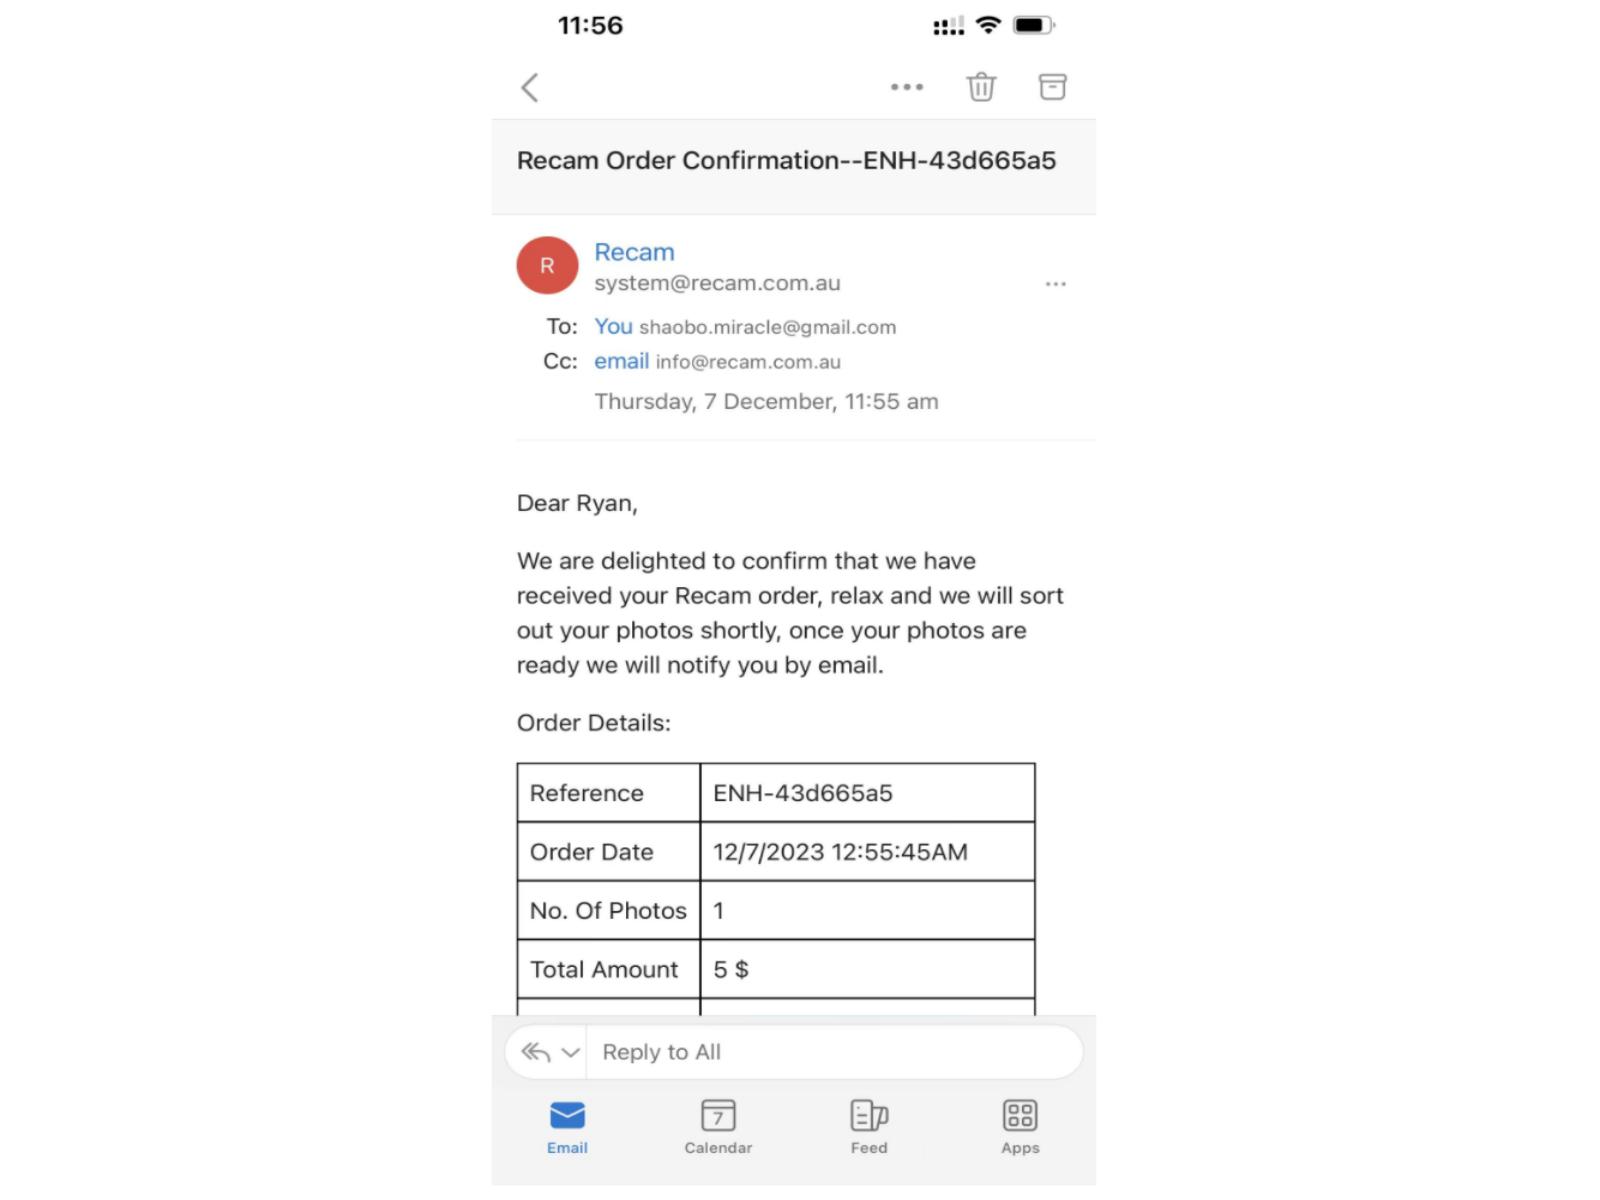 11:56
Recam Order Confirmation--ENH-43d665a5
R
Recam
system@recam.com.au
To: You shaobo.miracle@gmail.com
Cc: email info@recam.com.au
Thursday, 7 December, 11:55 am
Dear Ryan,
We are delighted to confirm that we have
received your Recam order, relax and we will sort
out your photos shortly, once your photos are
ready we will notify you by email.
Order Details:
Reference ENH-43d665a5
Order Date 12/7/2023 12:55:45AM
No. Of Photos 1
Total Amount 5 $
Reply to All
7
Email Calendar Feed Apps